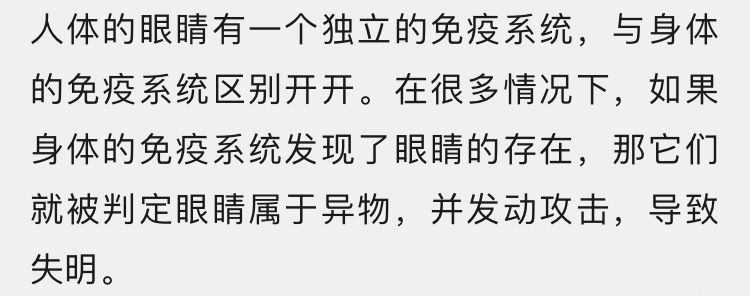 人体的眼睛有一个独立的免疫系统，与身体
的免疫系统区别开开。在很多情况下，如果
身体的免疫系统发现了眼睛的存在，那它们
就被判定眼睛属于异物，并发动攻击，导致
失明。